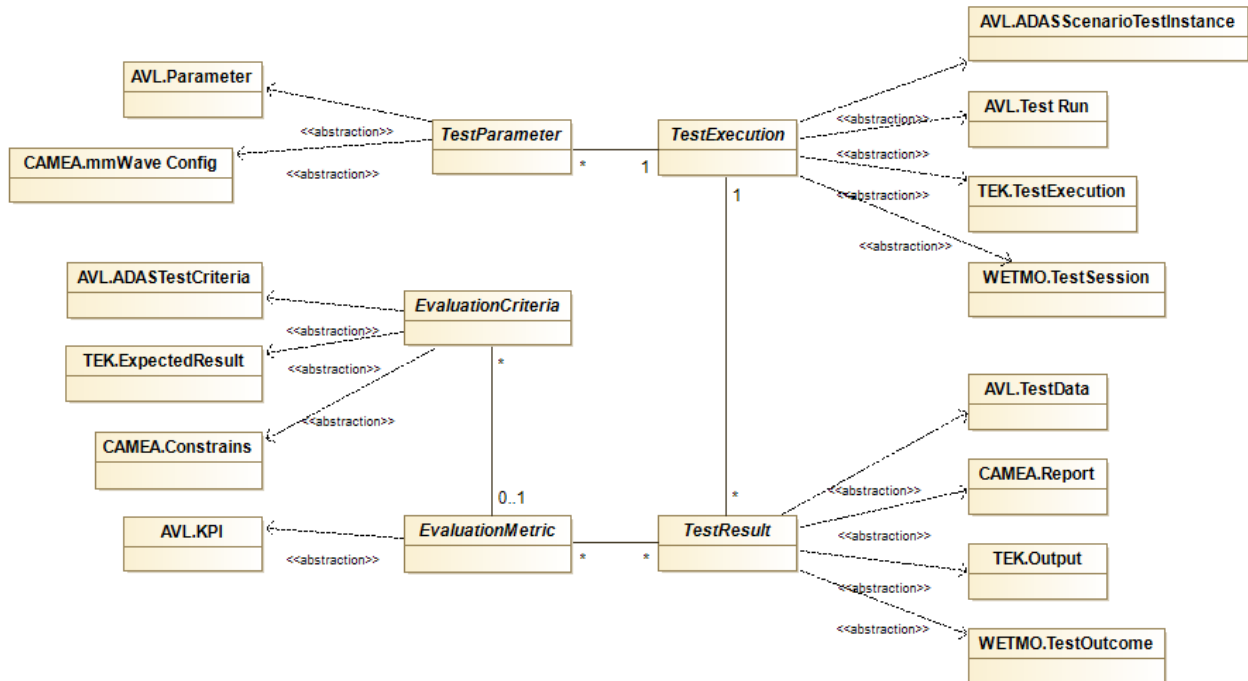 AVL.ADASScenarioTestInstance
AVL.Parameter
AVL.Test Run
<<abstraction>>
<<abstraction>>
TestParameter
TestExecution
CAMEA.mmWave Config
*
1
<<abstraction>>
<<abstraction>>
TEK.TestExecution
<<abstraction>>
1
<<abstraction>>
AVL.ADASTestCriteria
WETMO.TestSession
EvaluationCriteria
<<abstraction>>
TEK.ExpectedResult
*
<<abstraction>>
AVL.TestData
<<abstraction>>
CAMEA.Constrains
CAMEA.Report
0..1
*
<<abstraction>>
AVL.KPI
EvaluationMetric
TestResult
<<abstraction>>
*
*
<<abstraction>>
TEK.Output
<<abstraction>>
<<abstraction>>
WETMO.TestOutcome